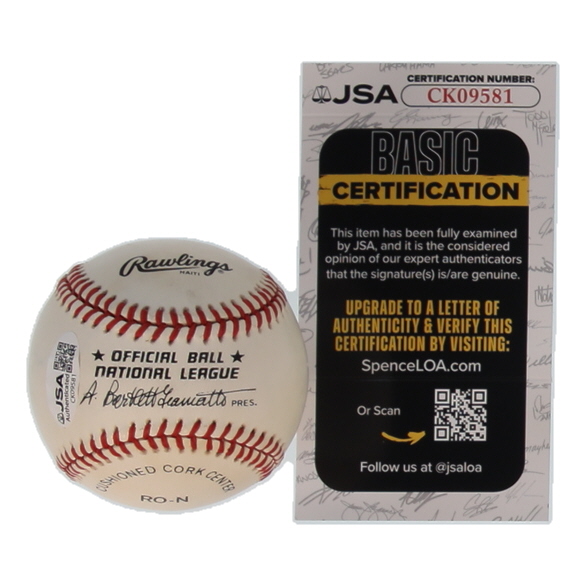 Rawlings
HAITI
★ OFFICIAL BALL ★
NATIONAL LEAGUE
A. Bartlett Giamatti PRES.
CUSHIONED CORK CENTER
RO-N
JSA
Authenticated
CK09581
JSA
CERTIFICATION NUMBER:
CK09581
BASIC
CERTIFICATION
This item has been fully examined
by JSA, and it is the considered
opinion of our expert authenticators
that the signature(s) is/are genuine.
UPGRADE TO A LETTER OF
AUTHENTICITY & VERIFY THIS
CERTIFICATION BY VISITING:
SpenceLOA.com
Or Scan
Follow us at @jsaloa